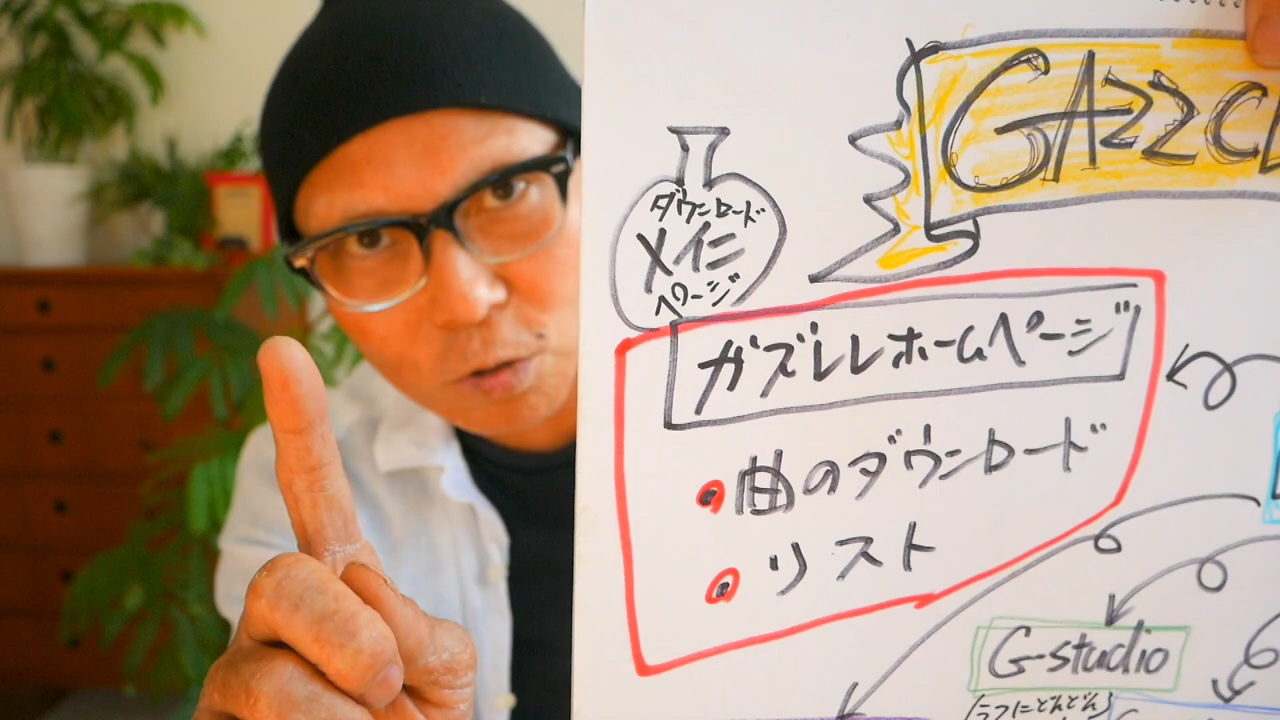 GAZZCL
ダウンロード
メイン
ページ
ガズレレホームページ
曲のダウンロード
リスト
G-studio